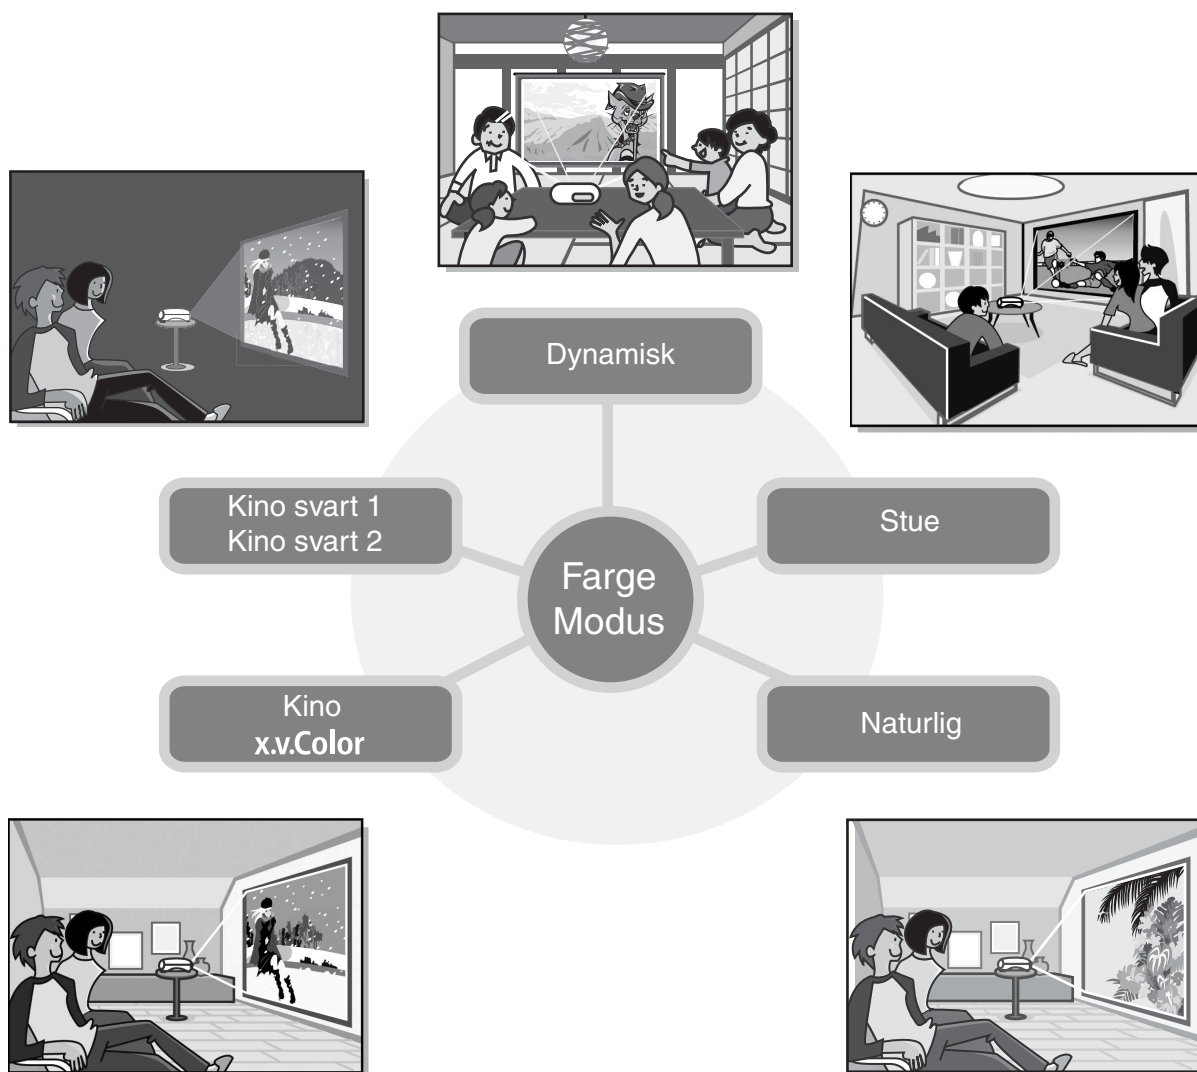 Dynamisk
Kino svart 1
Kino svart 2
Stue
Farge
Modus
Kino
x.v.Color
Naturlig